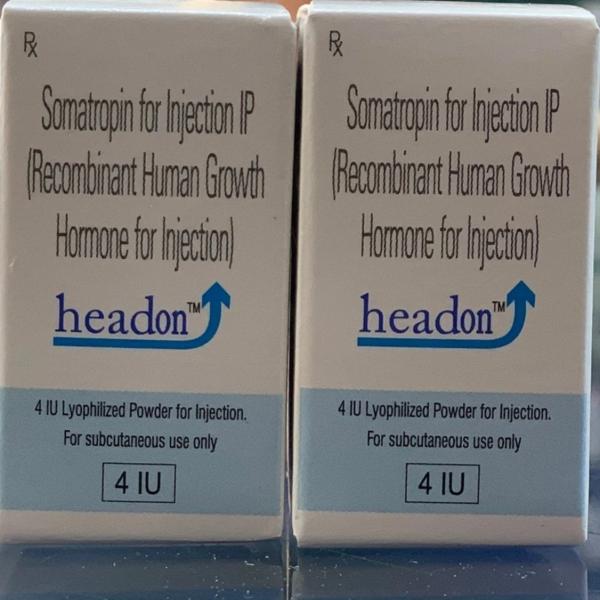 Rx
Somatropin for Injection IP
(Recombinant Human Growth
Hormone for Injection)
headon™
4 IU Lyophilized Powder for Injection.
For subcutaneous use only
4 IU
Rx
Somatropin for Injection IP
(Recombinant Human Growth
Hormone for Injection)
headon™
4 IU Lyophilized Powder for Injection.
For subcutaneous use only
4 IU